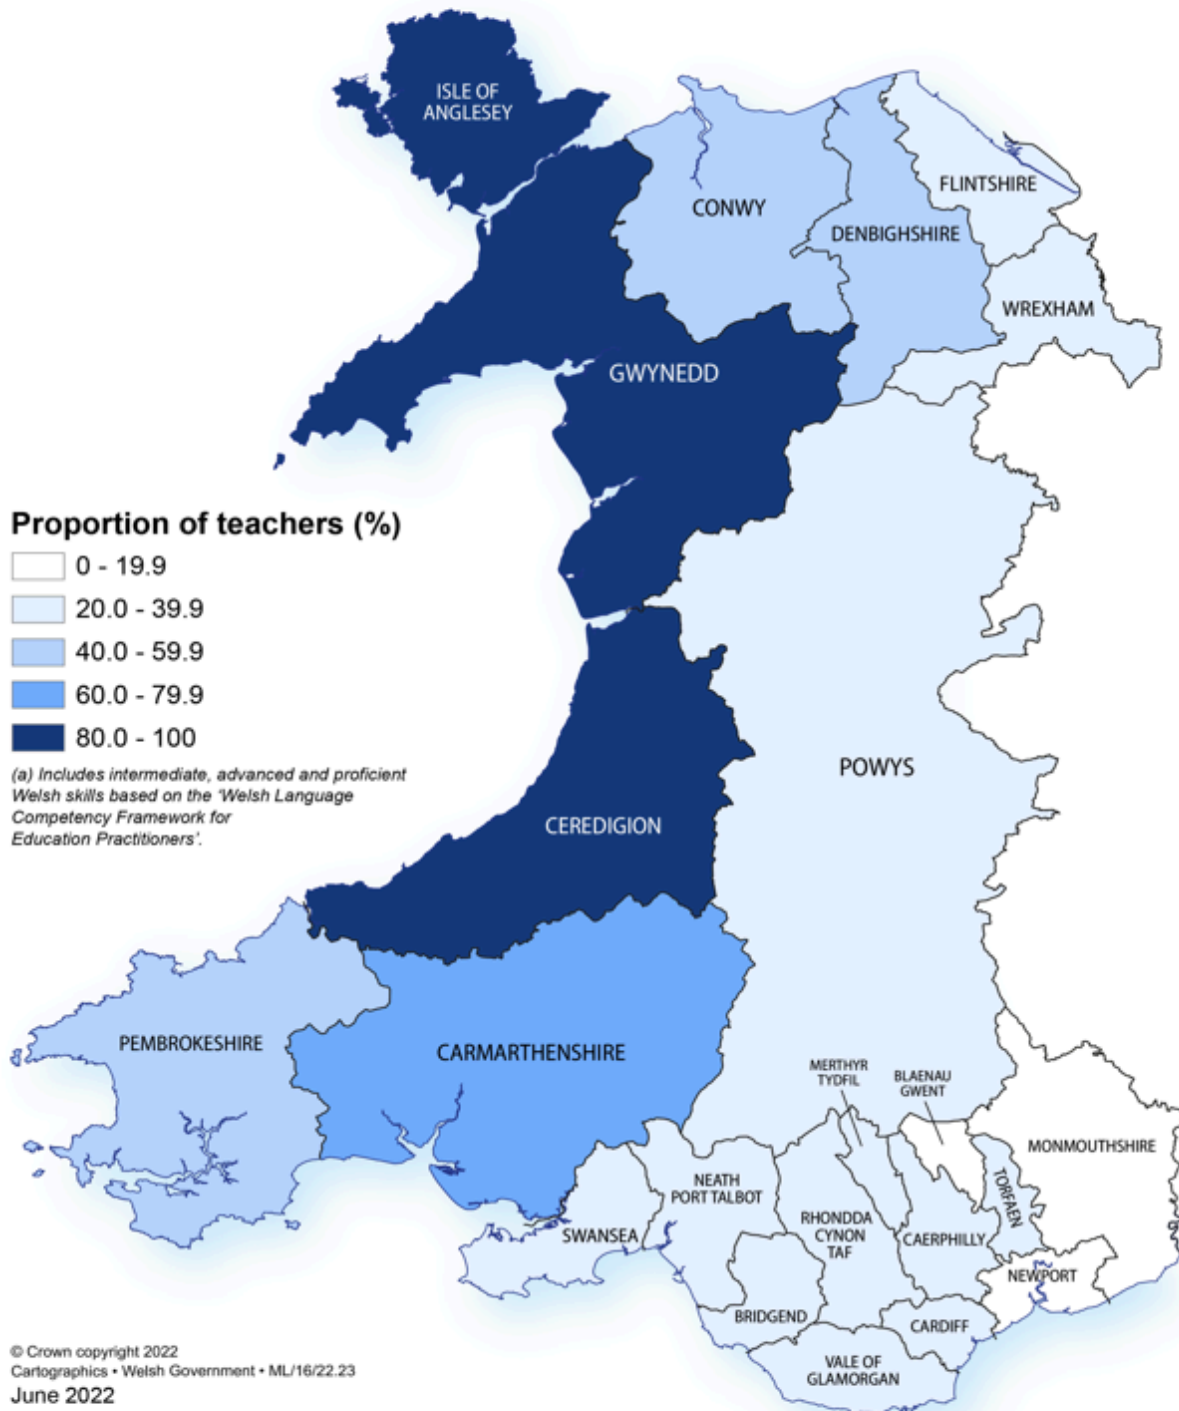 ISLE OF
ANGLESEY
CONWY
FLINTSHIRE
DENBIGHSHIRE
WREXHAM
GWYNEDD
Proportion of teachers (%)
0 - 19.9
20.0 - 39.9
40.0 - 59.9
60.0 - 79.9
80.0 - 100
(a) Includes intermediate, advanced and proficient
Welsh skills based on the ‘Welsh Language
Competency Framework for
Education Practitioners’.
POWYS
CEREDIGION
PEMBROKESHIRE
CARMARTHENSHIRE
MERTHYR
TYDFIL
BLAENAU
GWENT
MONMOUTHSHIRE
NEATH
PORT TALBOT
TORFAEN
SWANSEA
RHONDDA
CYNON
TAF
CAERPHILLY
NEWPORT
BRIDGEND
CARDIFF
VALE OF
GLAMORGAN
© Crown copyright 2022
Cartographics • Welsh Government • ML/16/22.23
June 2022